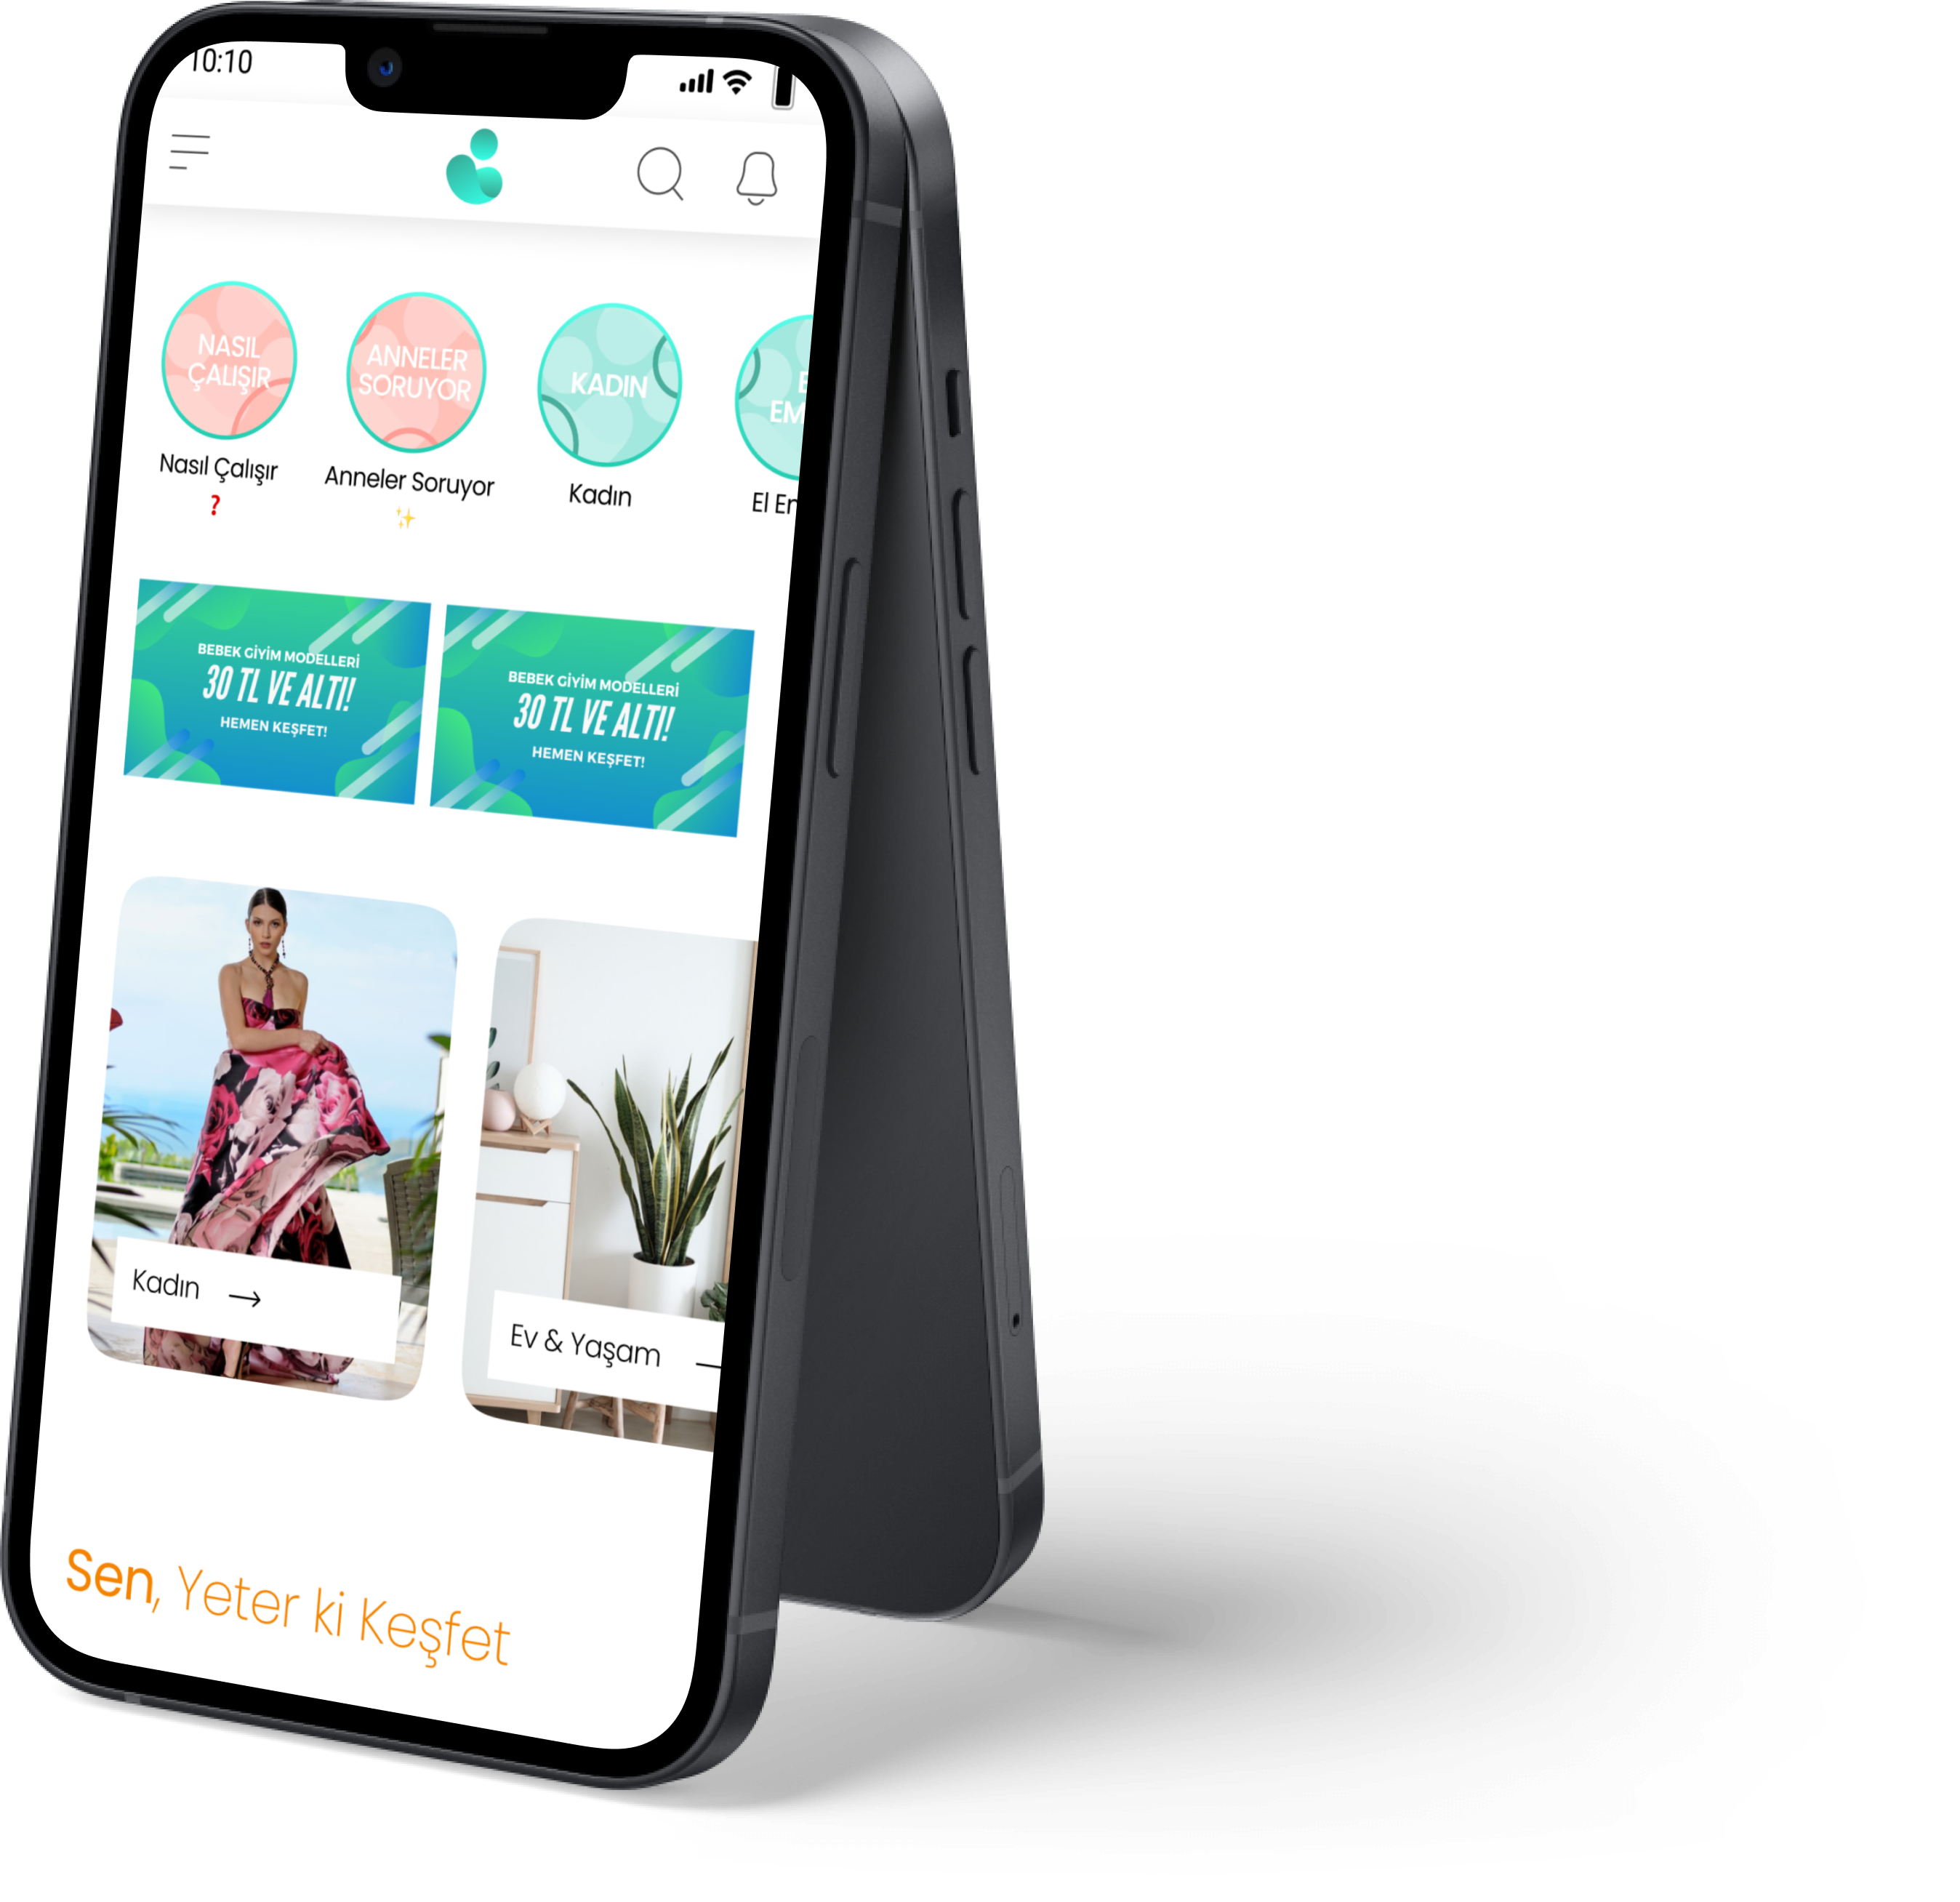 10:10
NASIL
ÇALIŞIR
ANNELER
SORUYOR
KADIN
Nasıl Çalışır
?
Anneler Soruyor
Kadın
El
BEBEK GİYİM MODELLERİ
30 TL VE ALTI!
HEMEN KEŞFET!
BEBEK GİYİM MODELLERİ
30 TL VE ALTI!
HEMEN KEŞFET!
Kadın →
Ev & Yaşam
Sen, Yeter ki Keşfet